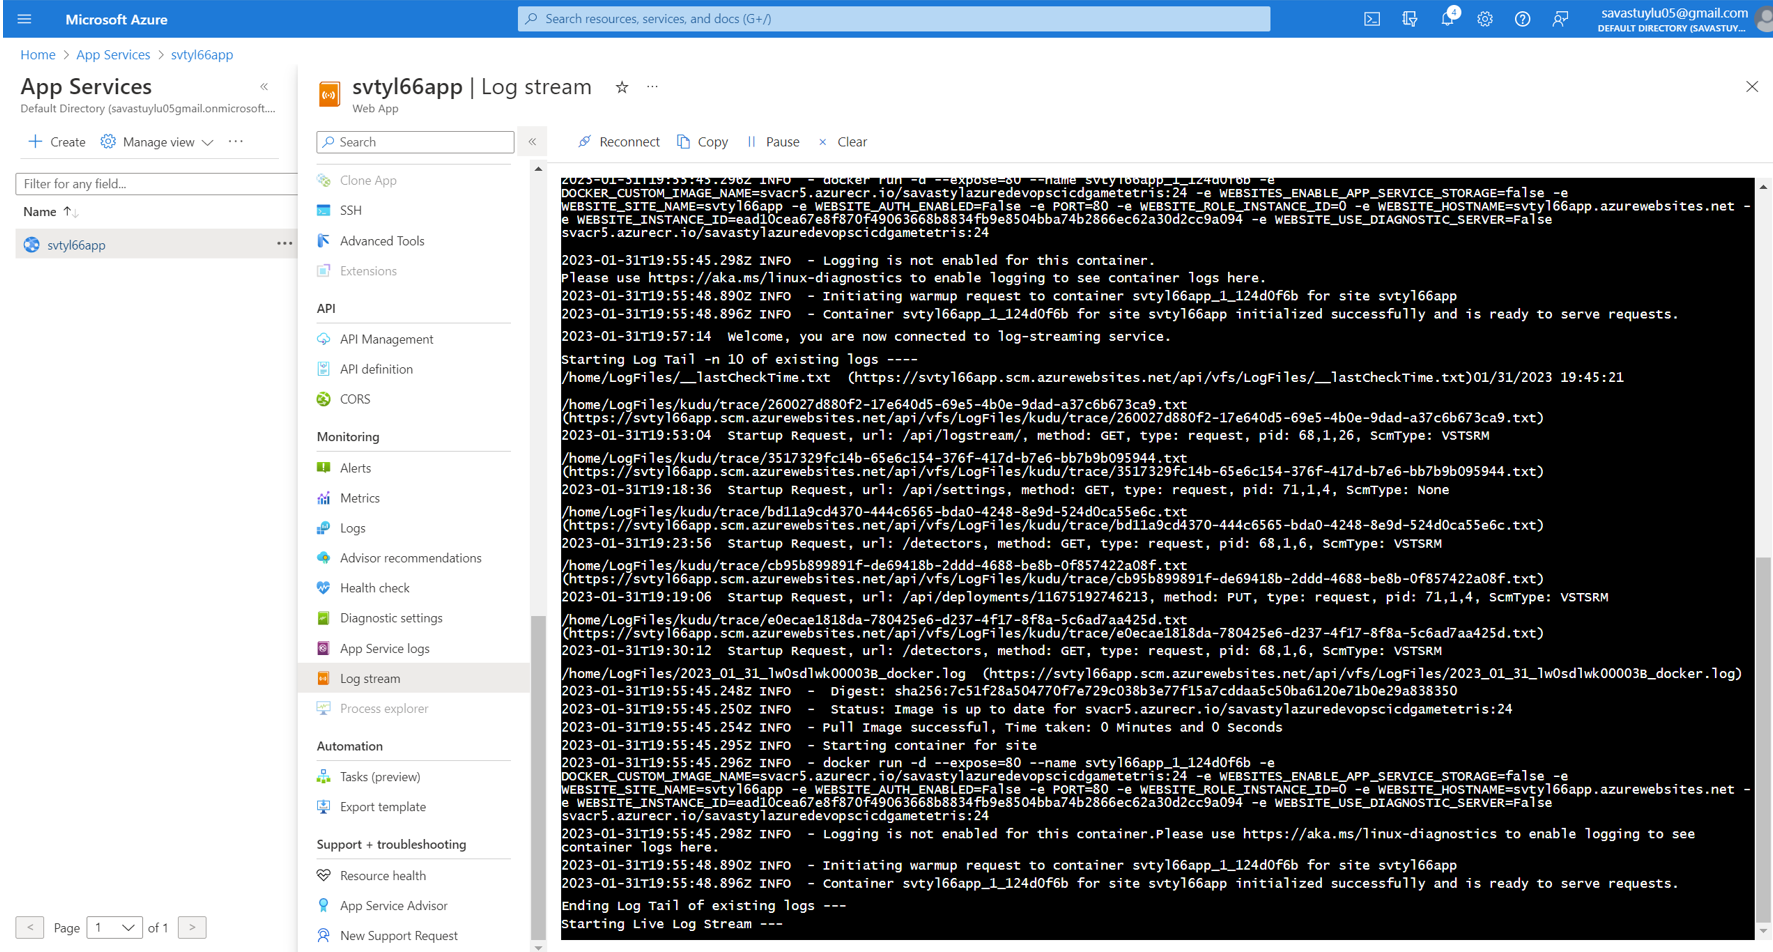 Microsoft Azure
Search resources, services, and docs (G+/)
4
savastuylu05@gmail.com
DEFAULT DIRECTORY (SAVASTUY...
Home > App Services > svtyl66app
App Services «
Default Directory (savastuylu05gmail.onmicrosoft....
+ Create Manage view ...
Filter for any field...
Name ↑↓
svtyl66app ...
Page 1 of 1
svtyl66app | Log stream ☆ ...
Web App
Search «
Clone App
SSH
Advanced Tools
Extensions
API
API Management
API definition
CORS
Monitoring
Alerts
Metrics
Logs
Advisor recommendations
Health check
Diagnostic settings
App Service logs
Log stream
Process explorer
Automation
Tasks (preview)
Export template
Support + troubleshooting
Resource health
App Service Advisor
New Support Request
Reconnect Copy Pause Clear
2023-01-31T19:55:45.296Z INFO - docker run -d --expose=80 --name svtyl66app_1_124d0f6b -e
DOCKER_CUSTOM_IMAGE_NAME=svacr5.azurecr.io/savastylazuredevopscicdgametetris:24 -e WEBSITES_ENABLE_APP_SERVICE_STORAGE=false -e
WEBSITE_SITE_NAME=svtyl66app -e WEBSITE_AUTH_ENABLED=False -e PORT=80 -e WEBSITE_ROLE_INSTANCE_ID=0 -e WEBSITE_HOSTNAME=svtyl66app.azurewebsites.net -
e WEBSITE_INSTANCE_ID=ead10cea67e8f870f49063668b8834fb9e8504bba74b2866ec62a30d2cc9a094 -e WEBSITE_USE_DIAGNOSTIC_SERVER=False
svacr5.azurecr.io/savastylazuredevopscicdgametetris:24
2023-01-31T19:55:45.298Z INFO - Logging is not enabled for this container.
Please use https://aka.ms/linux-diagnostics to enable logging to see container logs here.
2023-01-31T19:55:48.890Z INFO - Initiating warmup request to container svtyl66app_1_124d0f6b for site svtyl66app
2023-01-31T19:55:48.896Z INFO - Container svtyl66app_1_124d0f6b for site svtyl66app initialized successfully and is ready to serve requests.
2023-01-31T19:57:14 Welcome, you are now connected to log-streaming service.
Starting Log Tail -n 10 of existing logs ----
/home/LogFiles/__lastCheckTime.txt (https://svtyl66app.scm.azurewebsites.net/api/vfs/LogFiles/__lastCheckTime.txt)01/31/2023 19:45:21
/home/LogFiles/kudu/trace/260027d880f2-17e640d5-69e5-4b0e-9dad-a37c6b673ca9.txt
(https://svtyl66app.scm.azurewebsites.net/api/vfs/LogFiles/kudu/trace/260027d880f2-17e640d5-69e5-4b0e-9dad-a37c6b673ca9.txt)
2023-01-31T19:53:04 Startup Request, url: /api/logstream/, method: GET, type: request, pid: 68,1,26, ScmType: VSTSRM
/home/LogFiles/kudu/trace/3517329fc14b-65e6c154-376f-417d-b7e6-bb7b9b095944.txt
(https://svtyl66app.scm.azurewebsites.net/api/vfs/LogFiles/kudu/trace/3517329fc14b-65e6c154-376f-417d-b7e6-bb7b9b095944.txt)
2023-01-31T19:18:36 Startup Request, url: /api/settings, method: GET, type: request, pid: 71,1,4, ScmType: None
/home/LogFiles/kudu/trace/bd11a9cd4370-444c6565-bda0-4248-8e9d-524d0ca55e6c.txt
(https://svtyl66app.scm.azurewebsites.net/api/vfs/LogFiles/kudu/trace/bd11a9cd4370-444c6565-bda0-4248-8e9d-524d0ca55e6c.txt)
2023-01-31T19:23:56 Startup Request, url: /detectors, method: GET, type: request, pid: 68,1,6, ScmType: VSTSRM
/home/LogFiles/kudu/trace/cb95b899891f-de69418b-2ddd-4688-be8b-0f857422a08f.txt
(https://svtyl66app.scm.azurewebsites.net/api/vfs/LogFiles/kudu/trace/cb95b899891f-de69418b-2ddd-4688-be8b-0f857422a08f.txt)
2023-01-31T19:19:06 Startup Request, url: /api/deployments/11675192746213, method: PUT, type: request, pid: 71,1,4, ScmType: VSTSRM
/home/LogFiles/kudu/trace/e0ecae1818da-780425e6-d237-4f17-8f8a-5c6ad7aa425d.txt
(https://svtyl66app.scm.azurewebsites.net/api/vfs/LogFiles/kudu/trace/e0ecae1818da-780425e6-d237-4f17-8f8a-5c6ad7aa425d.txt)
2023-01-31T19:30:12 Startup Request, url: /detectors, method: GET, type: request, pid: 68,1,6, ScmType: VSTSRM
/home/LogFiles/2023_01_31_lw0sdlwk00003B_docker.log (https://svtyl66app.scm.azurewebsites.net/api/vfs/LogFiles/2023_01_31_lw0sdlwk00003B_docker.log)
2023-01-31T19:55:45.248Z INFO - Digest: sha256:7c51f28a504770f7e729c038b3e77f15a7cddaa5c50ba6120e71b0e29a838350
2023-01-31T19:55:45.250Z INFO - Status: Image is up to date for svacr5.azurecr.io/savastylazuredevopscicdgametetris:24
2023-01-31T19:55:45.254Z INFO - Pull Image successful, Time taken: 0 Minutes and 0 Seconds
2023-01-31T19:55:45.295Z INFO - Starting container for site
2023-01-31T19:55:45.296Z INFO - docker run -d --expose=80 --name svtyl66app_1_124d0f6b -e
DOCKER_CUSTOM_IMAGE_NAME=svacr5.azurecr.io/savastylazuredevopscicdgametetris:24 -e WEBSITES_ENABLE_APP_SERVICE_STORAGE=false -e
WEBSITE_SITE_NAME=svtyl66app -e WEBSITE_AUTH_ENABLED=False -e PORT=80 -e WEBSITE_ROLE_INSTANCE_ID=0 -e WEBSITE_HOSTNAME=svtyl66app.azurewebsites.net -
e WEBSITE_INSTANCE_ID=ead10cea67e8f870f49063668b8834fb9e8504bba74b2866ec62a30d2cc9a094 -e WEBSITE_USE_DIAGNOSTIC_SERVER=False
svacr5.azurecr.io/savastylazuredevopscicdgametetris:24
2023-01-31T19:55:45.298Z INFO - Logging is not enabled for this container.Please use https://aka.ms/linux-diagnostics to enable logging to see
container logs here.
2023-01-31T19:55:48.890Z INFO - Initiating warmup request to container svtyl66app_1_124d0f6b for site svtyl66app
2023-01-31T19:55:48.896Z INFO - Container svtyl66app_1_124d0f6b for site svtyl66app initialized successfully and is ready to serve requests.
Ending Log Tail of existing logs ---
Starting Live Log Stream ---